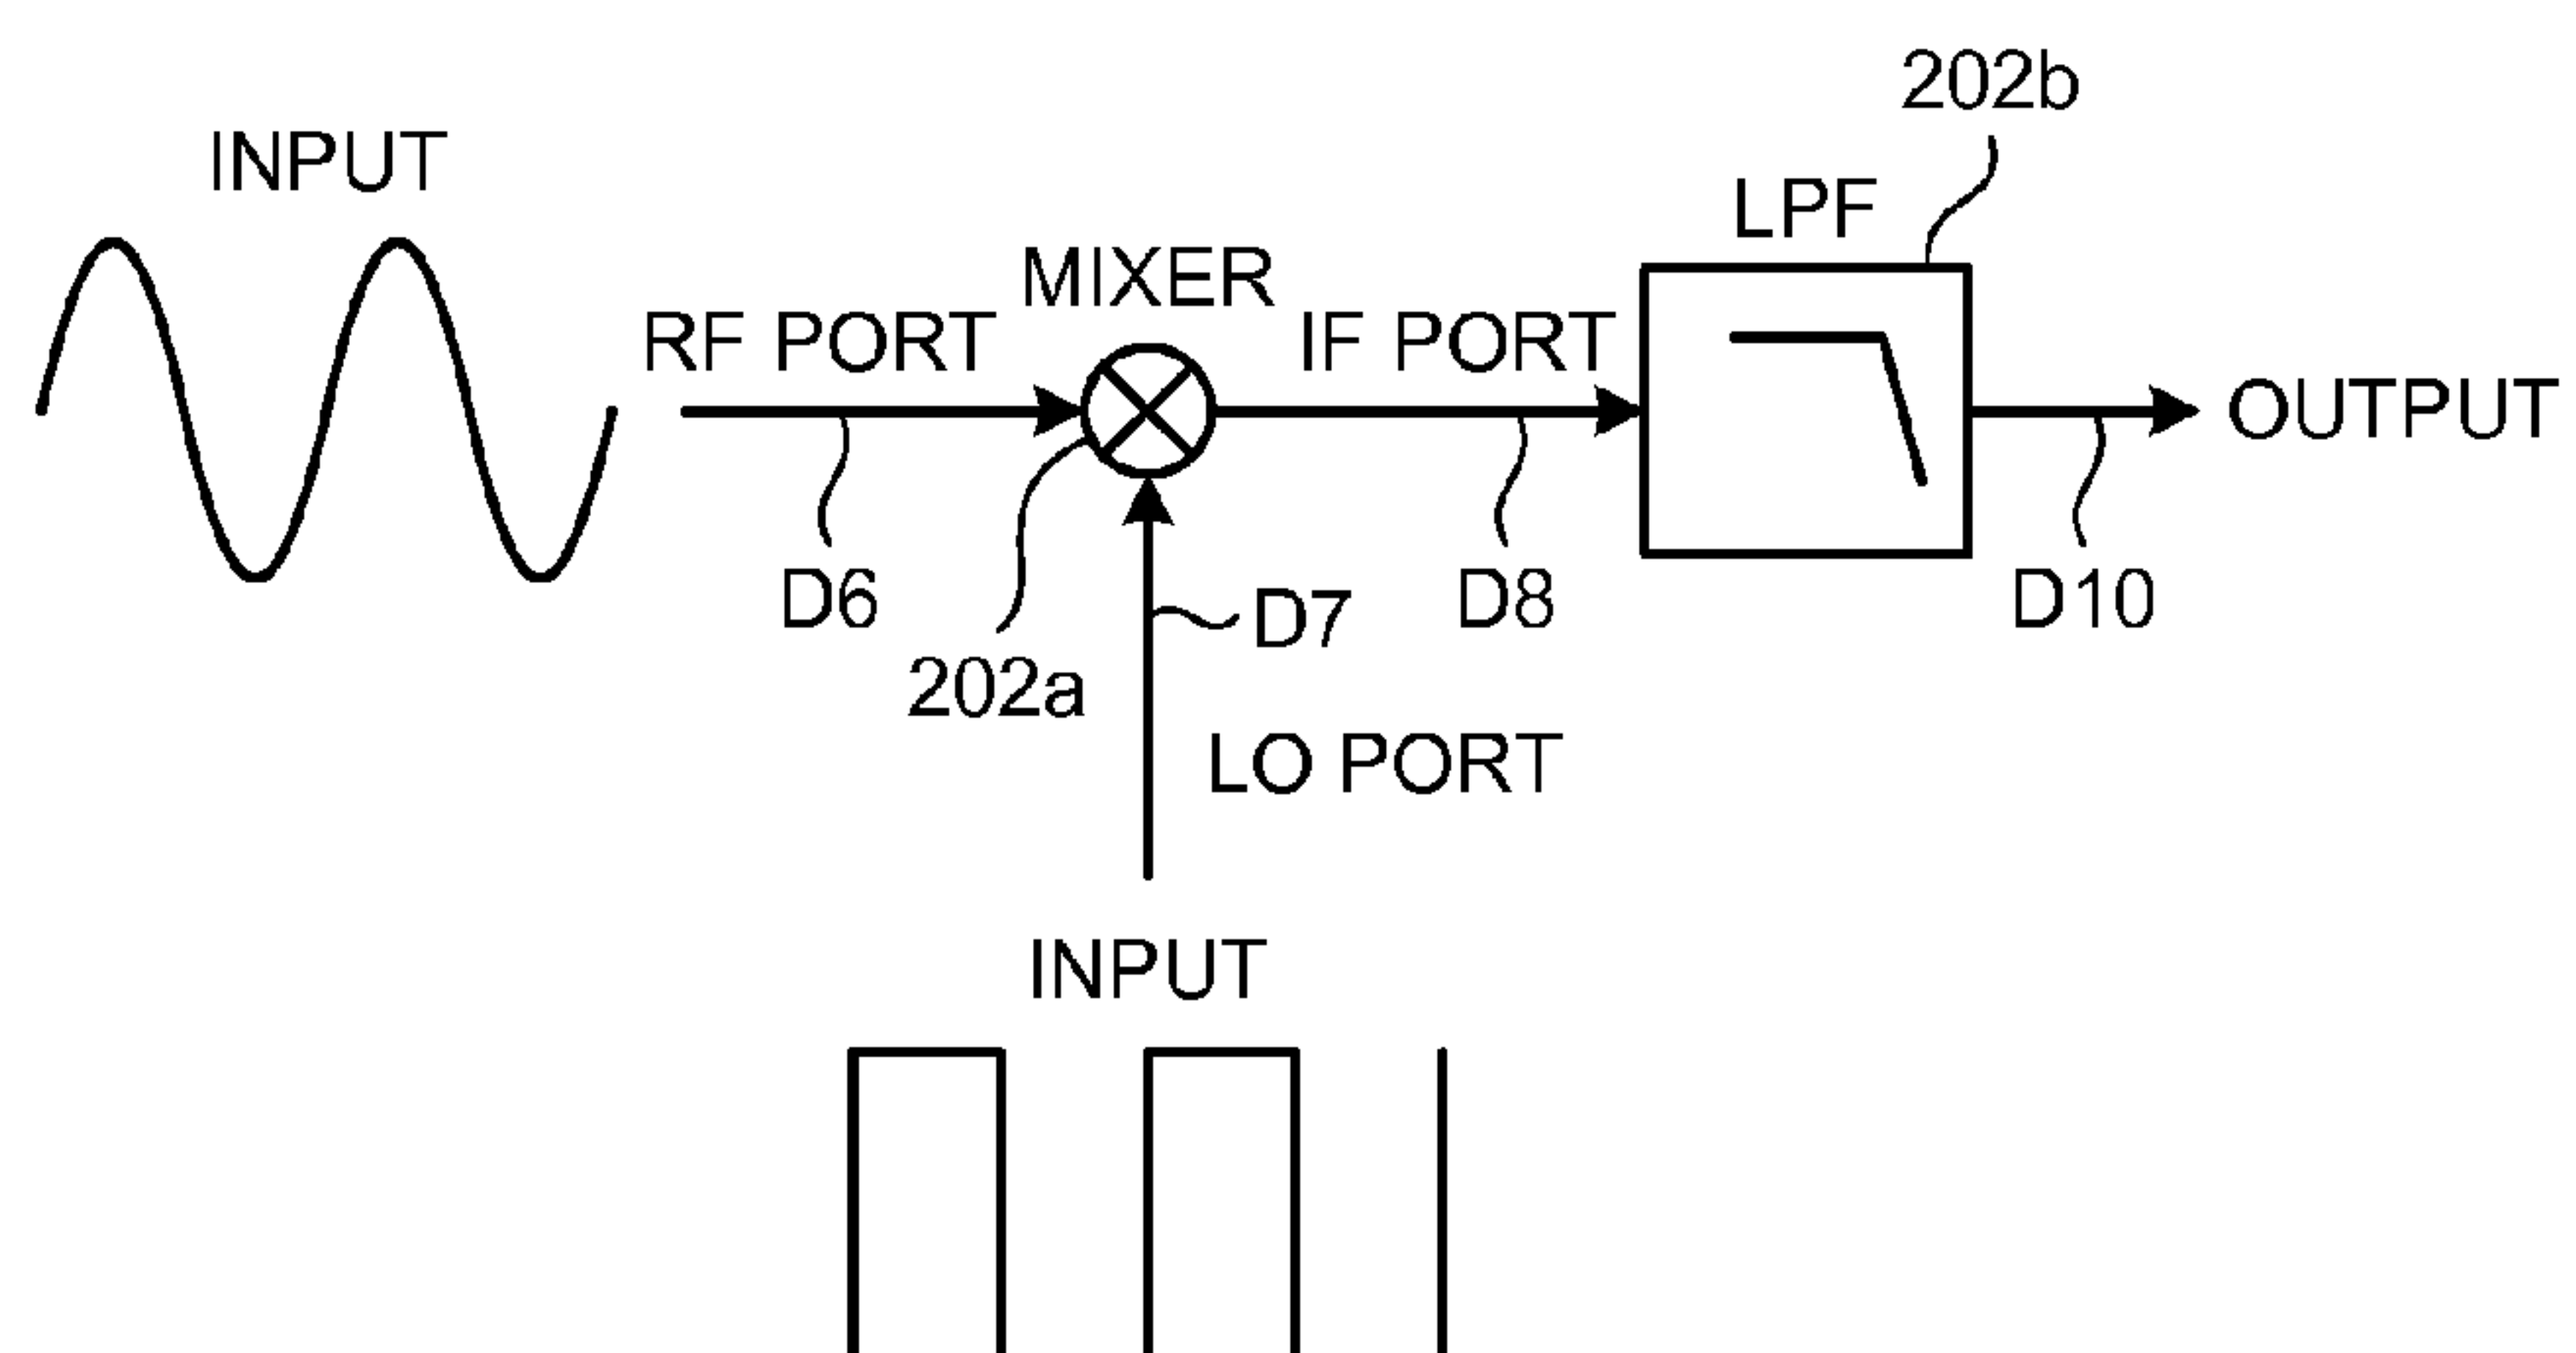 202b
INPUT
LPF
MIXER
RF PORT
IF PORT
OUTPUT
D6
D7
D8
D10
202a
LO PORT
INPUT